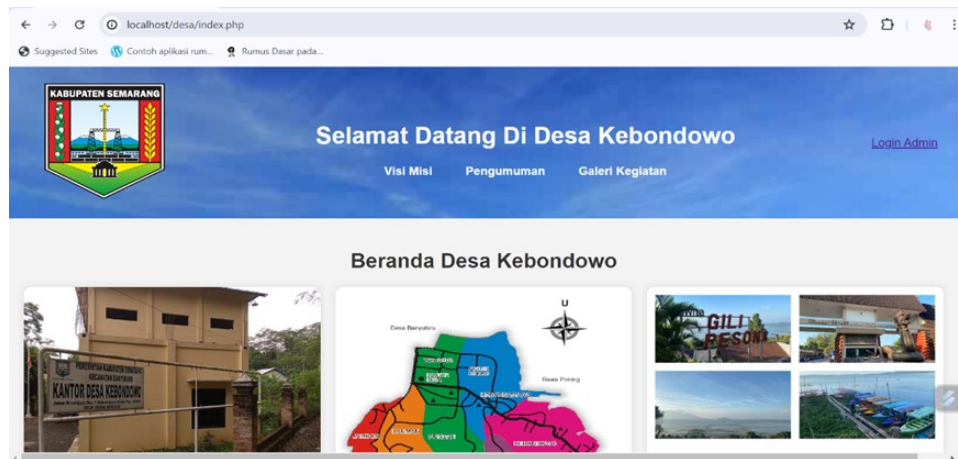 localhost/desa/index.php
Suggested Sites
Contoh aplikasi rum...
Rumus Dasar pada...
KABUPATEN SEMARANG
Selamat Datang Di Desa Kebondowo
Login Admin
Visi Misi
Pengumuman
Galeri Kegiatan
Beranda Desa Kebondowo
KANTOR DESA KEBONDOWO
Desa Banyubiru
U
Rawa Pening
GILI
RESON